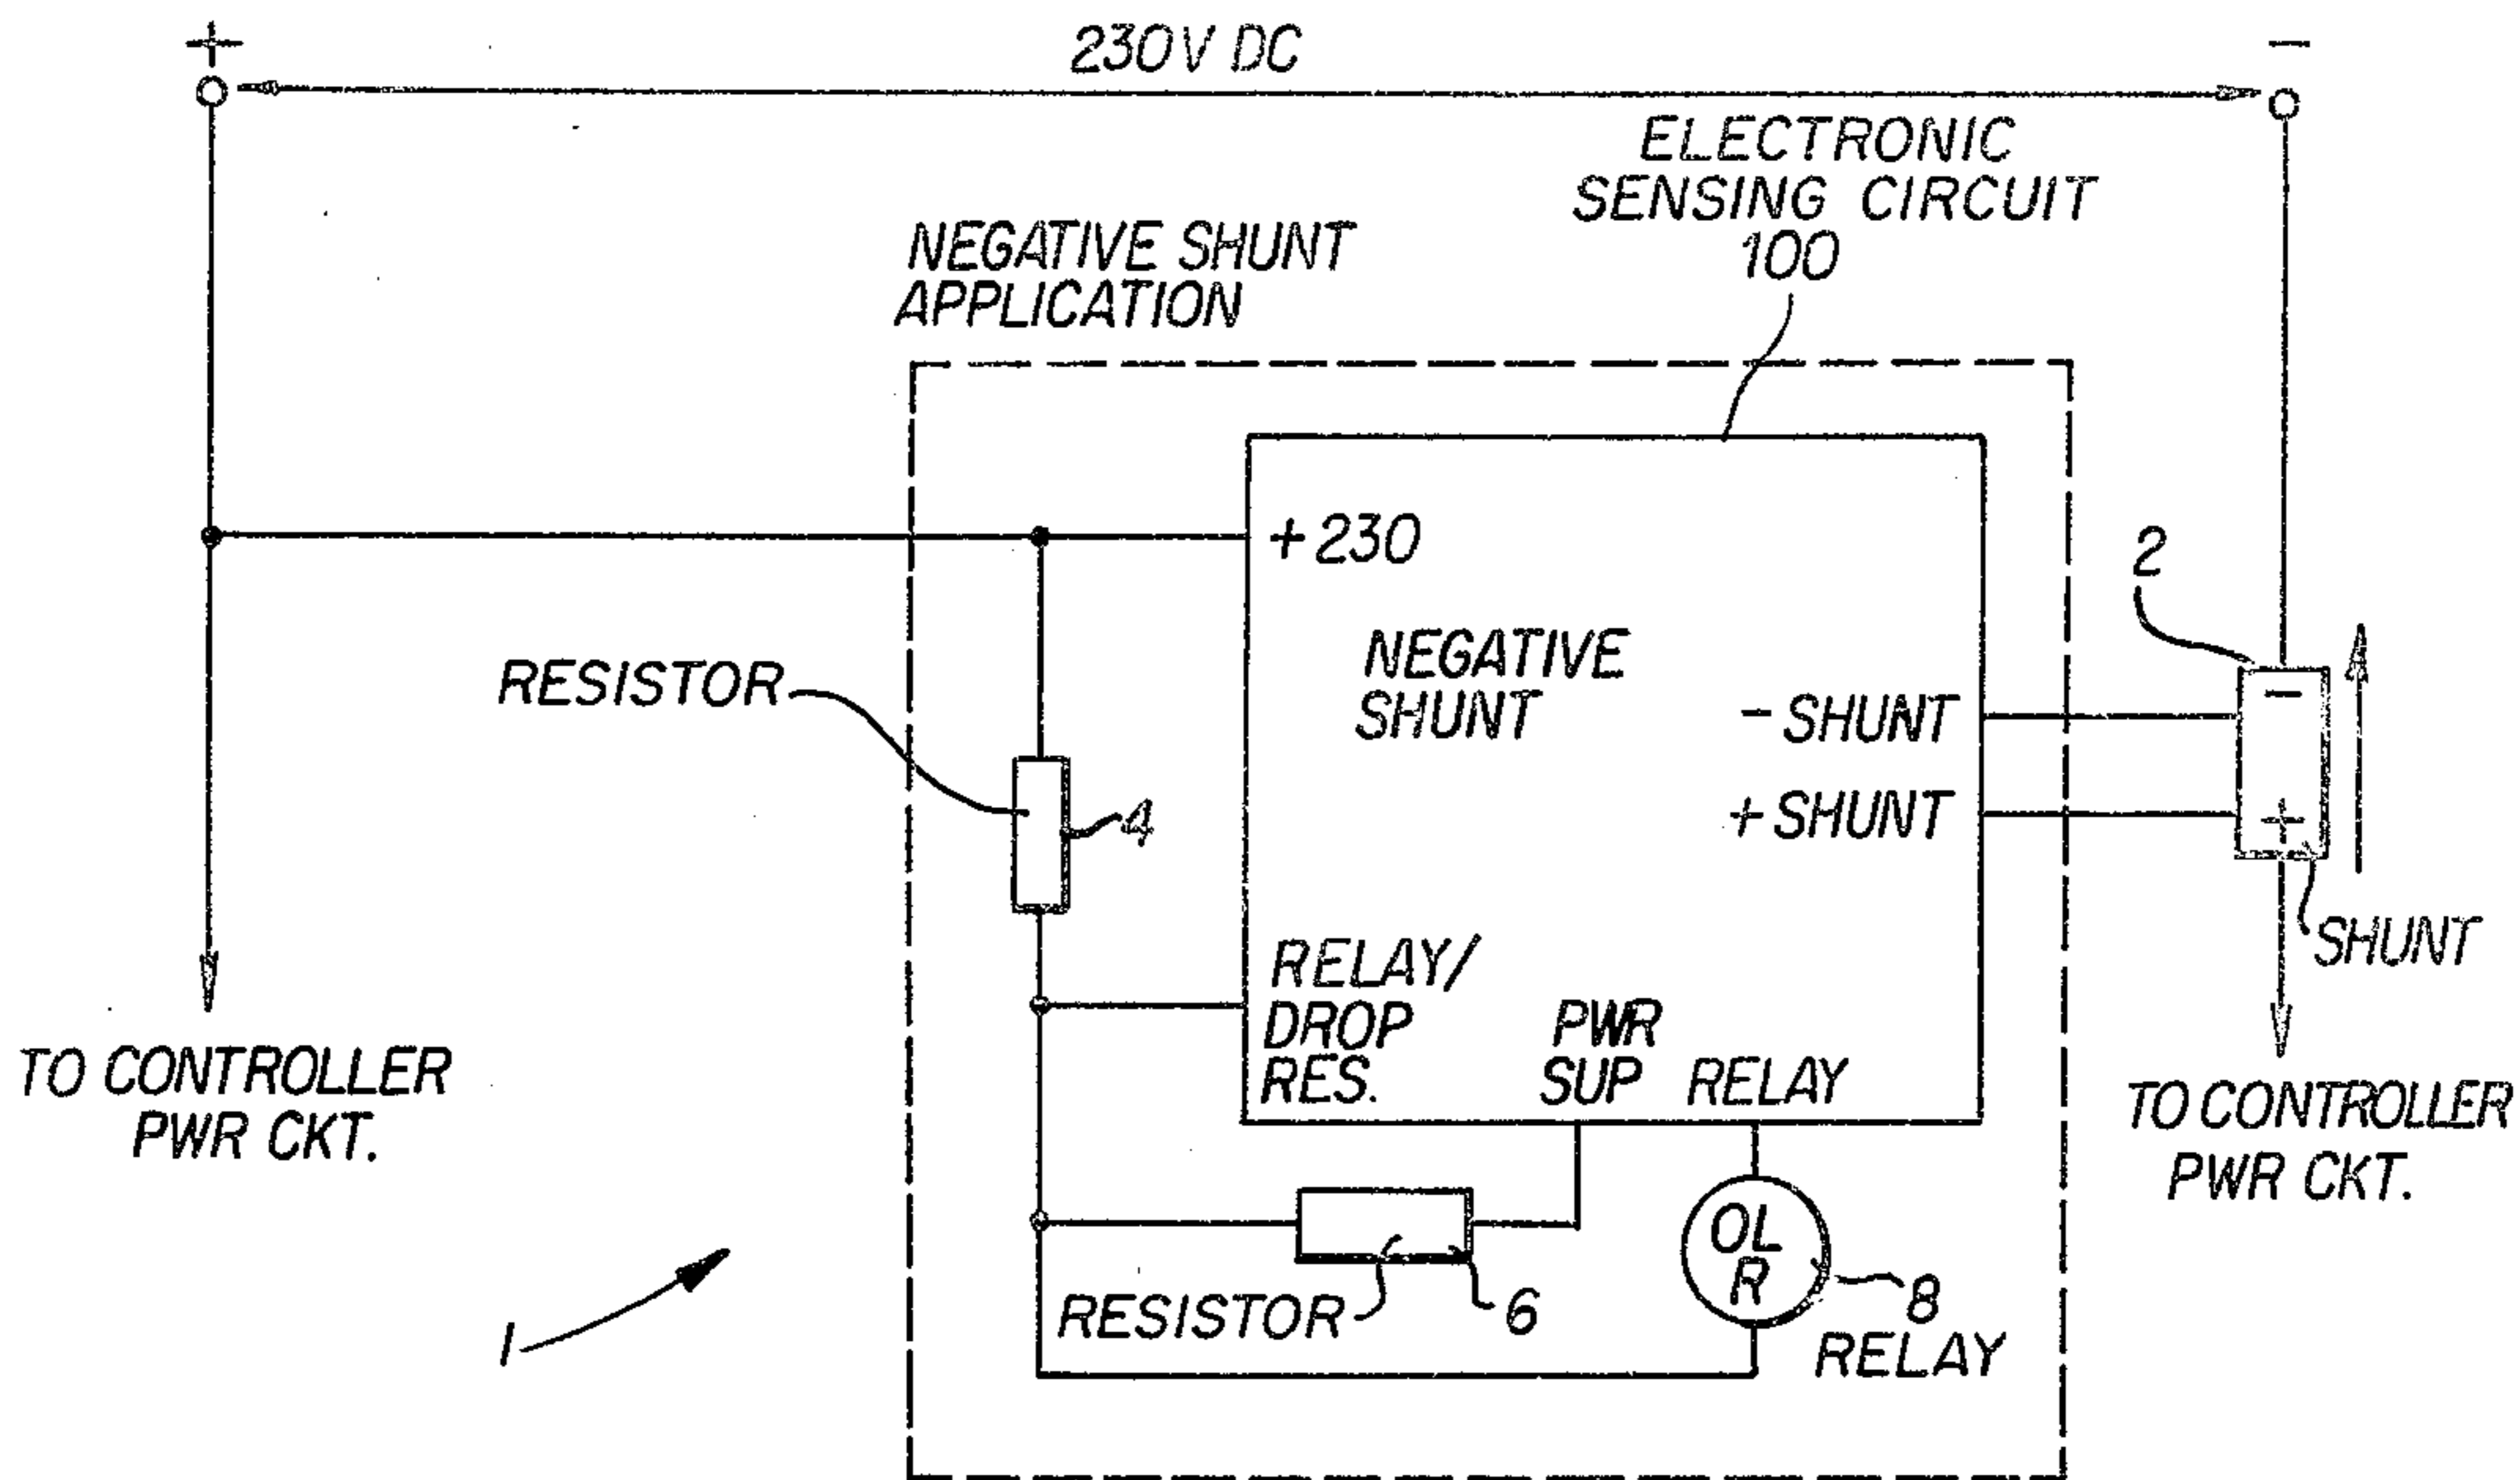 +
230V DC
−
ELECTRONIC
SENSING CIRCUIT
100
NEGATIVE SHUNT
APPLICATION
+230
2
NEGATIVE
SHUNT
RESISTOR
− SHUNT
−
4
+ SHUNT
+
SHUNT
RELAY/
DROP
RES.
PWR
SUP
RELAY
TO CONTROLLER
PWR CKT.
TO CONTROLLER
PWR CKT.
OL
R
RESISTOR
6
8
RELAY
1